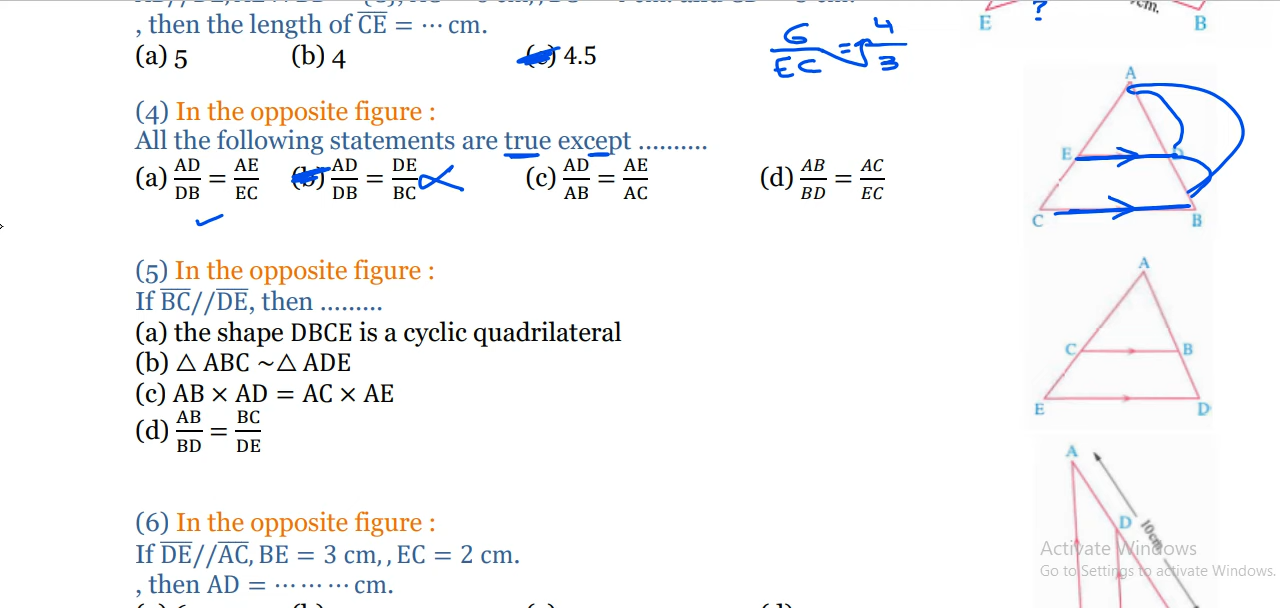 , then the length of CE = ⋯ cm.
(a) 5 (b) 4 (c) 4.5
6/EC = 4/3
cm.
E ? B
(4) In the opposite figure :
All the following statements are true except ..........
(a) AD/DB = AE/EC (b) AD/DB = DE/BC (c) AD/AB = AE/AC (d) AB/BD = AC/EC
A
E D
C B
(5) In the opposite figure :
If BC//DE, then .........
(a) the shape DBCE is a cyclic quadrilateral
(b) △ ABC ~△ ADE
(c) AB × AD = AC × AE
(d) AB/BD = BC/DE
A
C B
E D
(6) In the opposite figure :
If DE//AC, BE = 3 cm, , EC = 2 cm.
, then AD = ⋯ ⋯ ⋯ cm.
A
D
10cm
Activate Windows
Go to Settings to activate Windows.